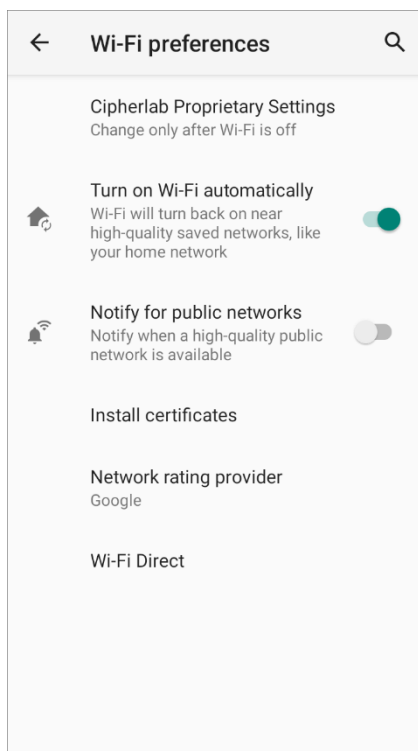 Wi-Fi preferences
Cipherlab Proprietary Settings
Change only after Wi-Fi is off
Turn on Wi-Fi automatically
Wi-Fi will turn back on near
high-quality saved networks, like
your home network
Notify for public networks
Notify when a high-quality public
network is available
Install certificates
Network rating provider
Google
Wi-Fi Direct